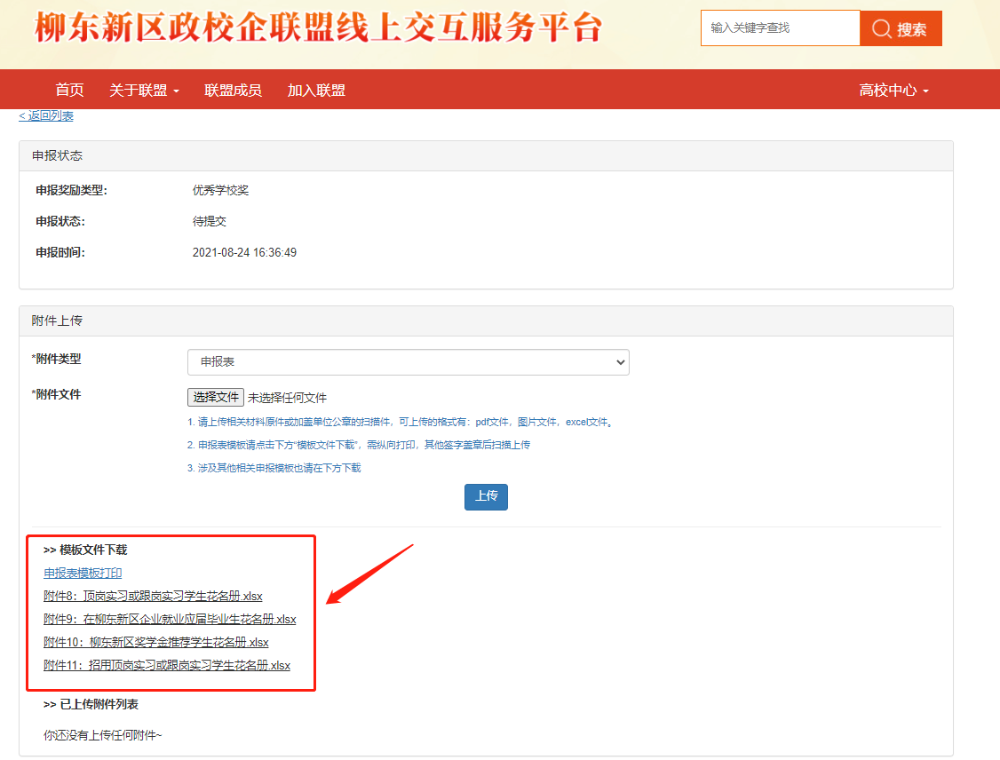 柳东新区政校企联盟线上交互服务平台
输入关键字查找
搜索
首页 关于联盟 联盟成员 加入联盟 高校中心
< 返回列表
申报状态
申报奖励类型: 优秀学校奖
申报状态: 待提交
申报时间: 2021-08-24 16:36:49
附件上传
*附件类型 申报表
*附件文件 选择文件 未选择任何文件
1. 请上传相关材料原件或加盖单位公章的扫描件，可上传的格式有：pdf文件，图片文件，excel文件。
2. 申报表模板请点击下方“模板文件下载”，需纵向打印，其他签字盖章后扫描上传
3. 涉及其他相关申报模板也请在下方下载
上传
>> 模板文件下载
申报表模板打印
附件8：顶岗实习或跟岗实习学生花名册.xlsx
附件9：在柳东新区企业就业应届毕业生花名册.xlsx
附件10：柳东新区奖学金推荐学生花名册.xlsx
附件11：招用顶岗实习或跟岗实习学生花名册.xlsx
>> 已上传附件列表
你还没有上传任何附件~